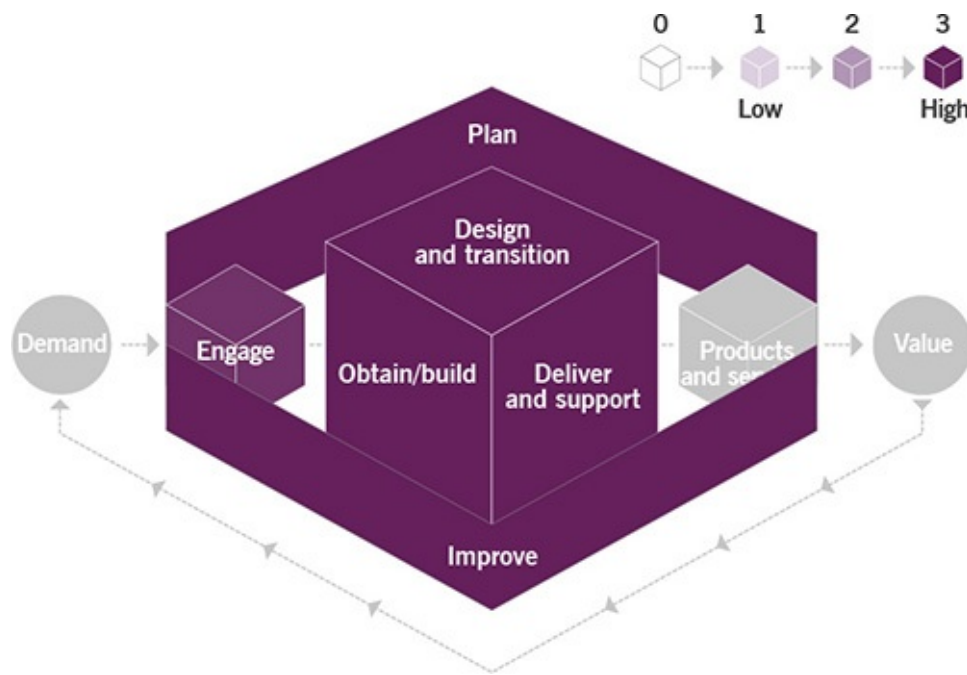 0 1 2 3
Low High
Plan
Design
and transition
Demand
Engage
Obtain/build
Deliver
and support
Products
and
Value
Improve